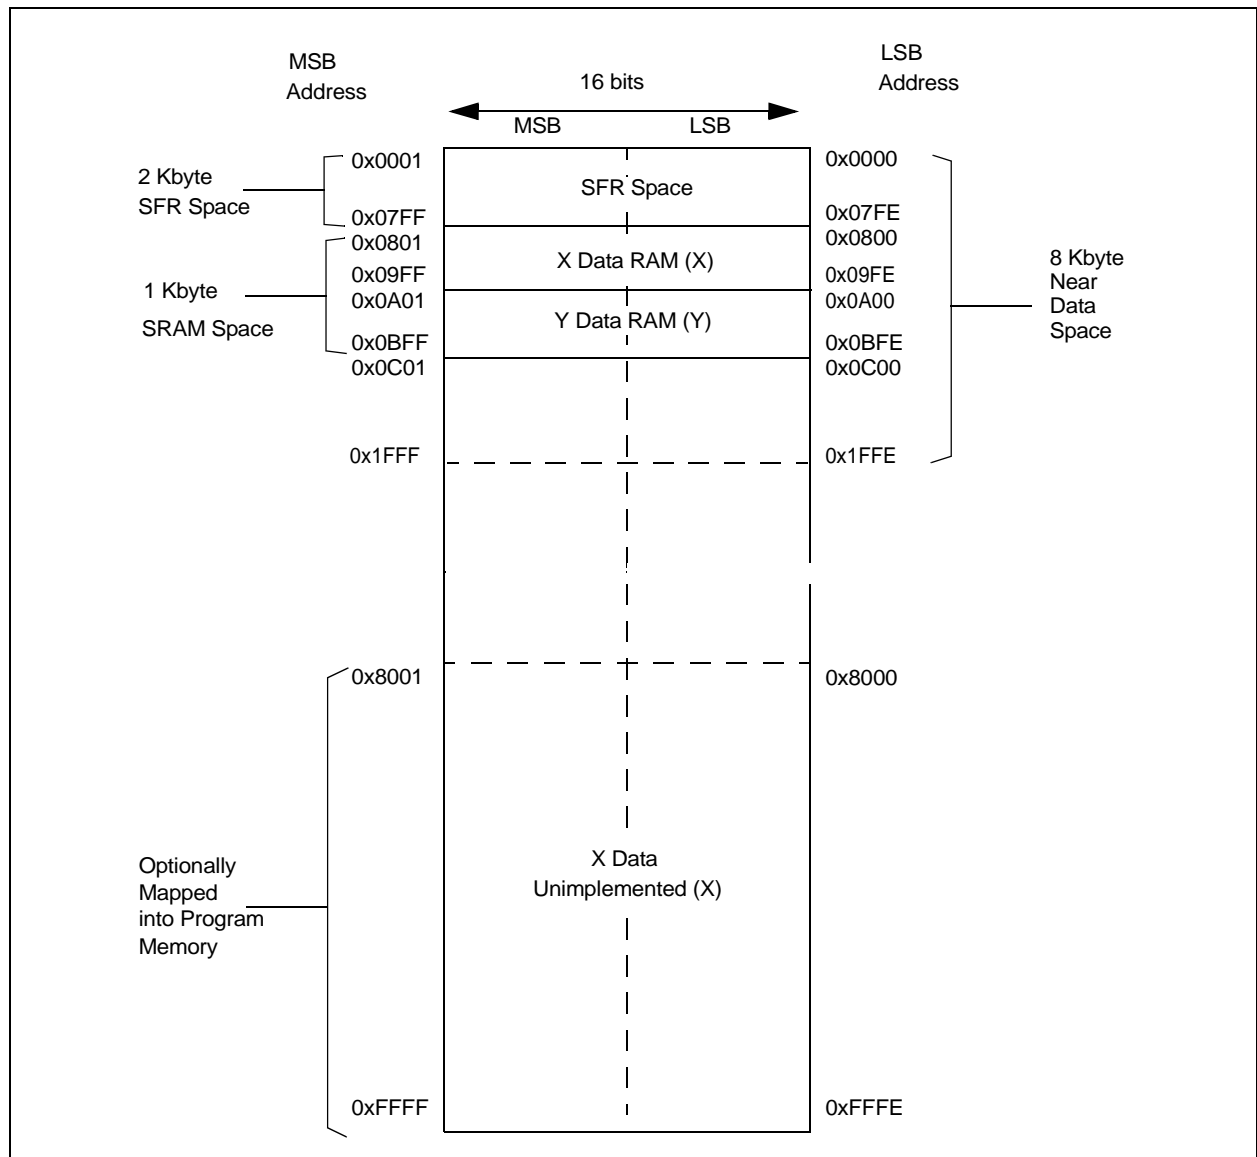 MSB
Address
LSB
Address
16 bits
MSB
LSB
2 Kbyte
SFR Space
0x0001
0x07FF
SFR Space
0x0000
0x07FE
1 Kbyte
SRAM Space
0x0801
0x09FF
0x0A01
0x0BFF
0x0C01
X Data RAM (X)
Y Data RAM (Y)
0x0800
0x09FE
0x0A00
0x0BFE
0x0C00
8 Kbyte
Near
Data
Space
0x1FFF
0x1FFE
0x8001
0x8000
Optionally
Mapped
into Program
Memory
X Data
Unimplemented (X)
0xFFFF
0xFFFE